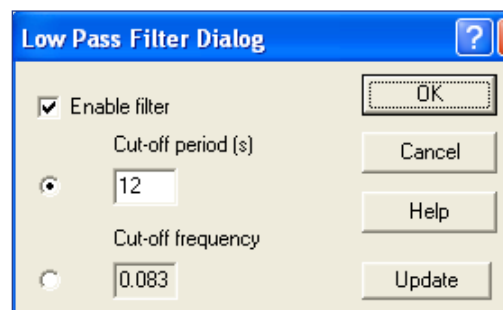 Low Pass Filter Dialog ?
Enable filter
OK
Cut-off period (s)
Cancel
12
Help
Cut-off frequency
0.083
Update